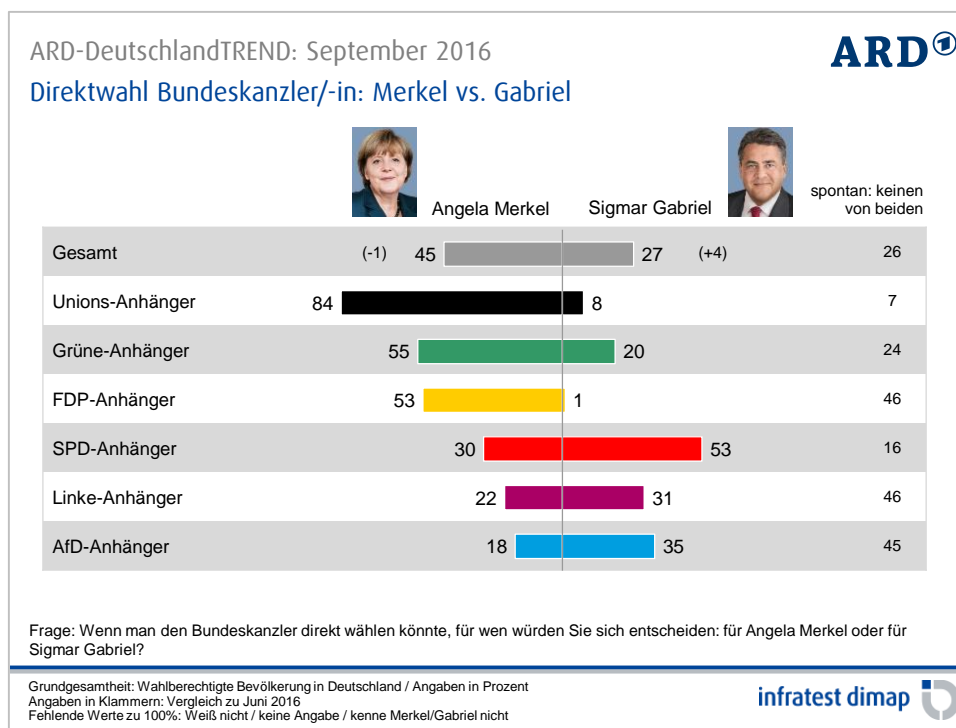 ARD-DeutschlandTREND: September 2016
ARD 1
Direktwahl Bundeskanzler/-in: Merkel vs. Gabriel
Angela Merkel Sigmar Gabriel spontan: keinen
von beiden
Gesamt (-1) 45 27 (+4) 26
Unions-Anhänger 84 8 7
Grüne-Anhänger 55 20 24
FDP-Anhänger 53 1 46
SPD-Anhänger 30 53 16
Linke-Anhänger 22 31 46
AfD-Anhänger 18 35 45
Frage: Wenn man den Bundeskanzler direkt wählen könnte, für wen würden Sie sich entscheiden: für Angela Merkel oder für
Sigmar Gabriel?
Grundgesamtheit: Wahlberechtigte Bevölkerung in Deutschland / Angaben in Prozent
Angaben in Klammern: Vergleich zu Juni 2016
Fehlende Werte zu 100%: Weiß nicht / keine Angabe / kenne Merkel/Gabriel nicht
infratest dimap